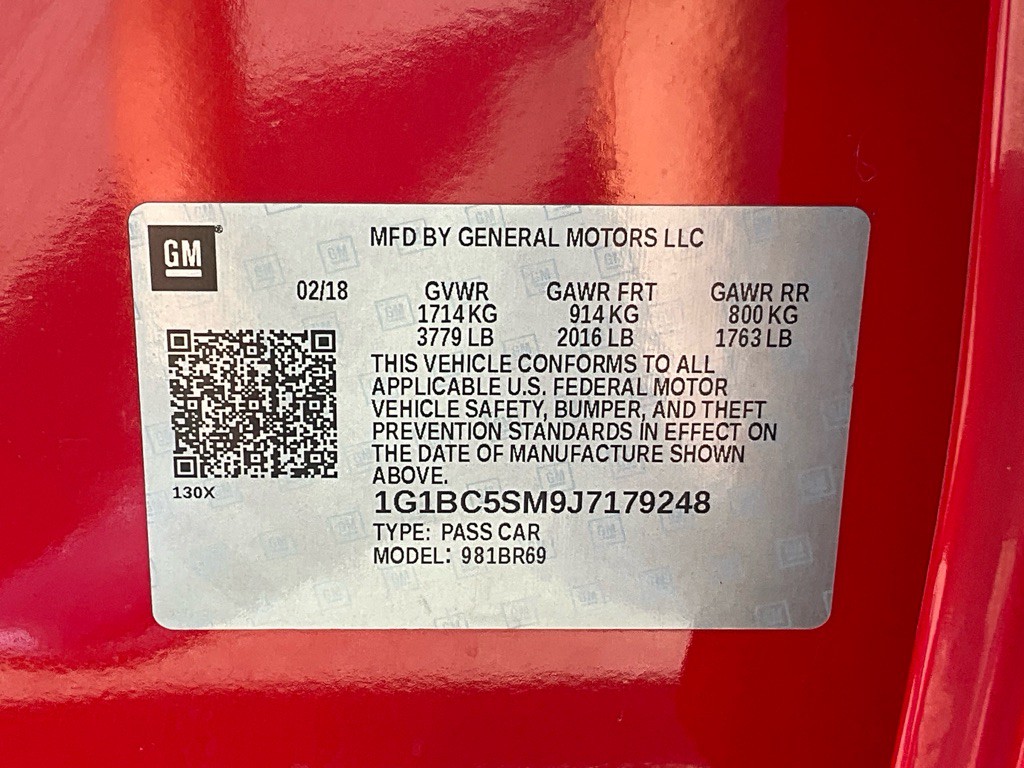 GM
MFD BY GENERAL MOTORS LLC
02/18 GVWR GAWR FRT GAWR RR
1714 KG 914 KG 800 KG
3779 LB 2016 LB 1763 LB
THIS VEHICLE CONFORMS TO ALL
APPLICABLE U.S. FEDERAL MOTOR
VEHICLE SAFETY, BUMPER, AND THEFT
PREVENTION STANDARDS IN EFFECT ON
THE DATE OF MANUFACTURE SHOWN
ABOVE.
130X
1G1BC5SM9J7179248
TYPE: PASS CAR
MODEL: 981BR69